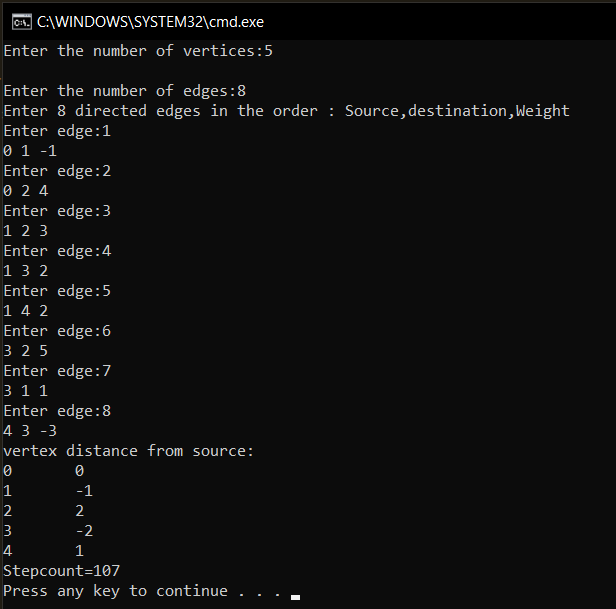 C:\WINDOWS\SYSTEM32\cmd.exe
Enter the number of vertices:5
Enter the number of edges:8
Enter 8 directed edges in the order : Source,destination,Weight
Enter edge:1
0 1 -1
Enter edge:2
0 2 4
Enter edge:3
1 2 3
Enter edge:4
1 3 2
Enter edge:5
1 4 2
Enter edge:6
3 2 5
Enter edge:7
3 1 1
Enter edge:8
4 3 -3
vertex distance from source:
0 0
1 -1
2 2
3 -2
4 1
Stepcount=107
Press any key to continue . . .